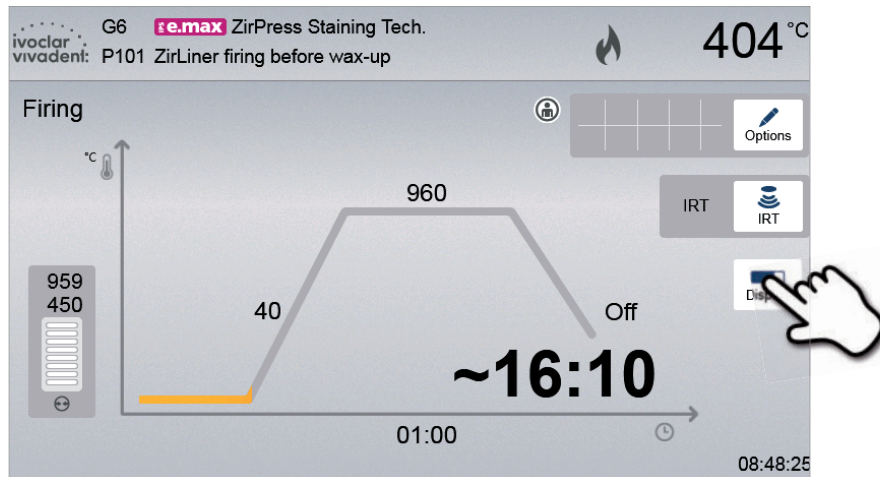 ivoclar
vivadent:
G6 e.max ZirPress Staining Tech.
P101 ZirLiner firing before wax-up
404 °C
Firing
Options
°C
960
IRT
IRT
959
450
40
Off
~16:10
01:00
08:48:25